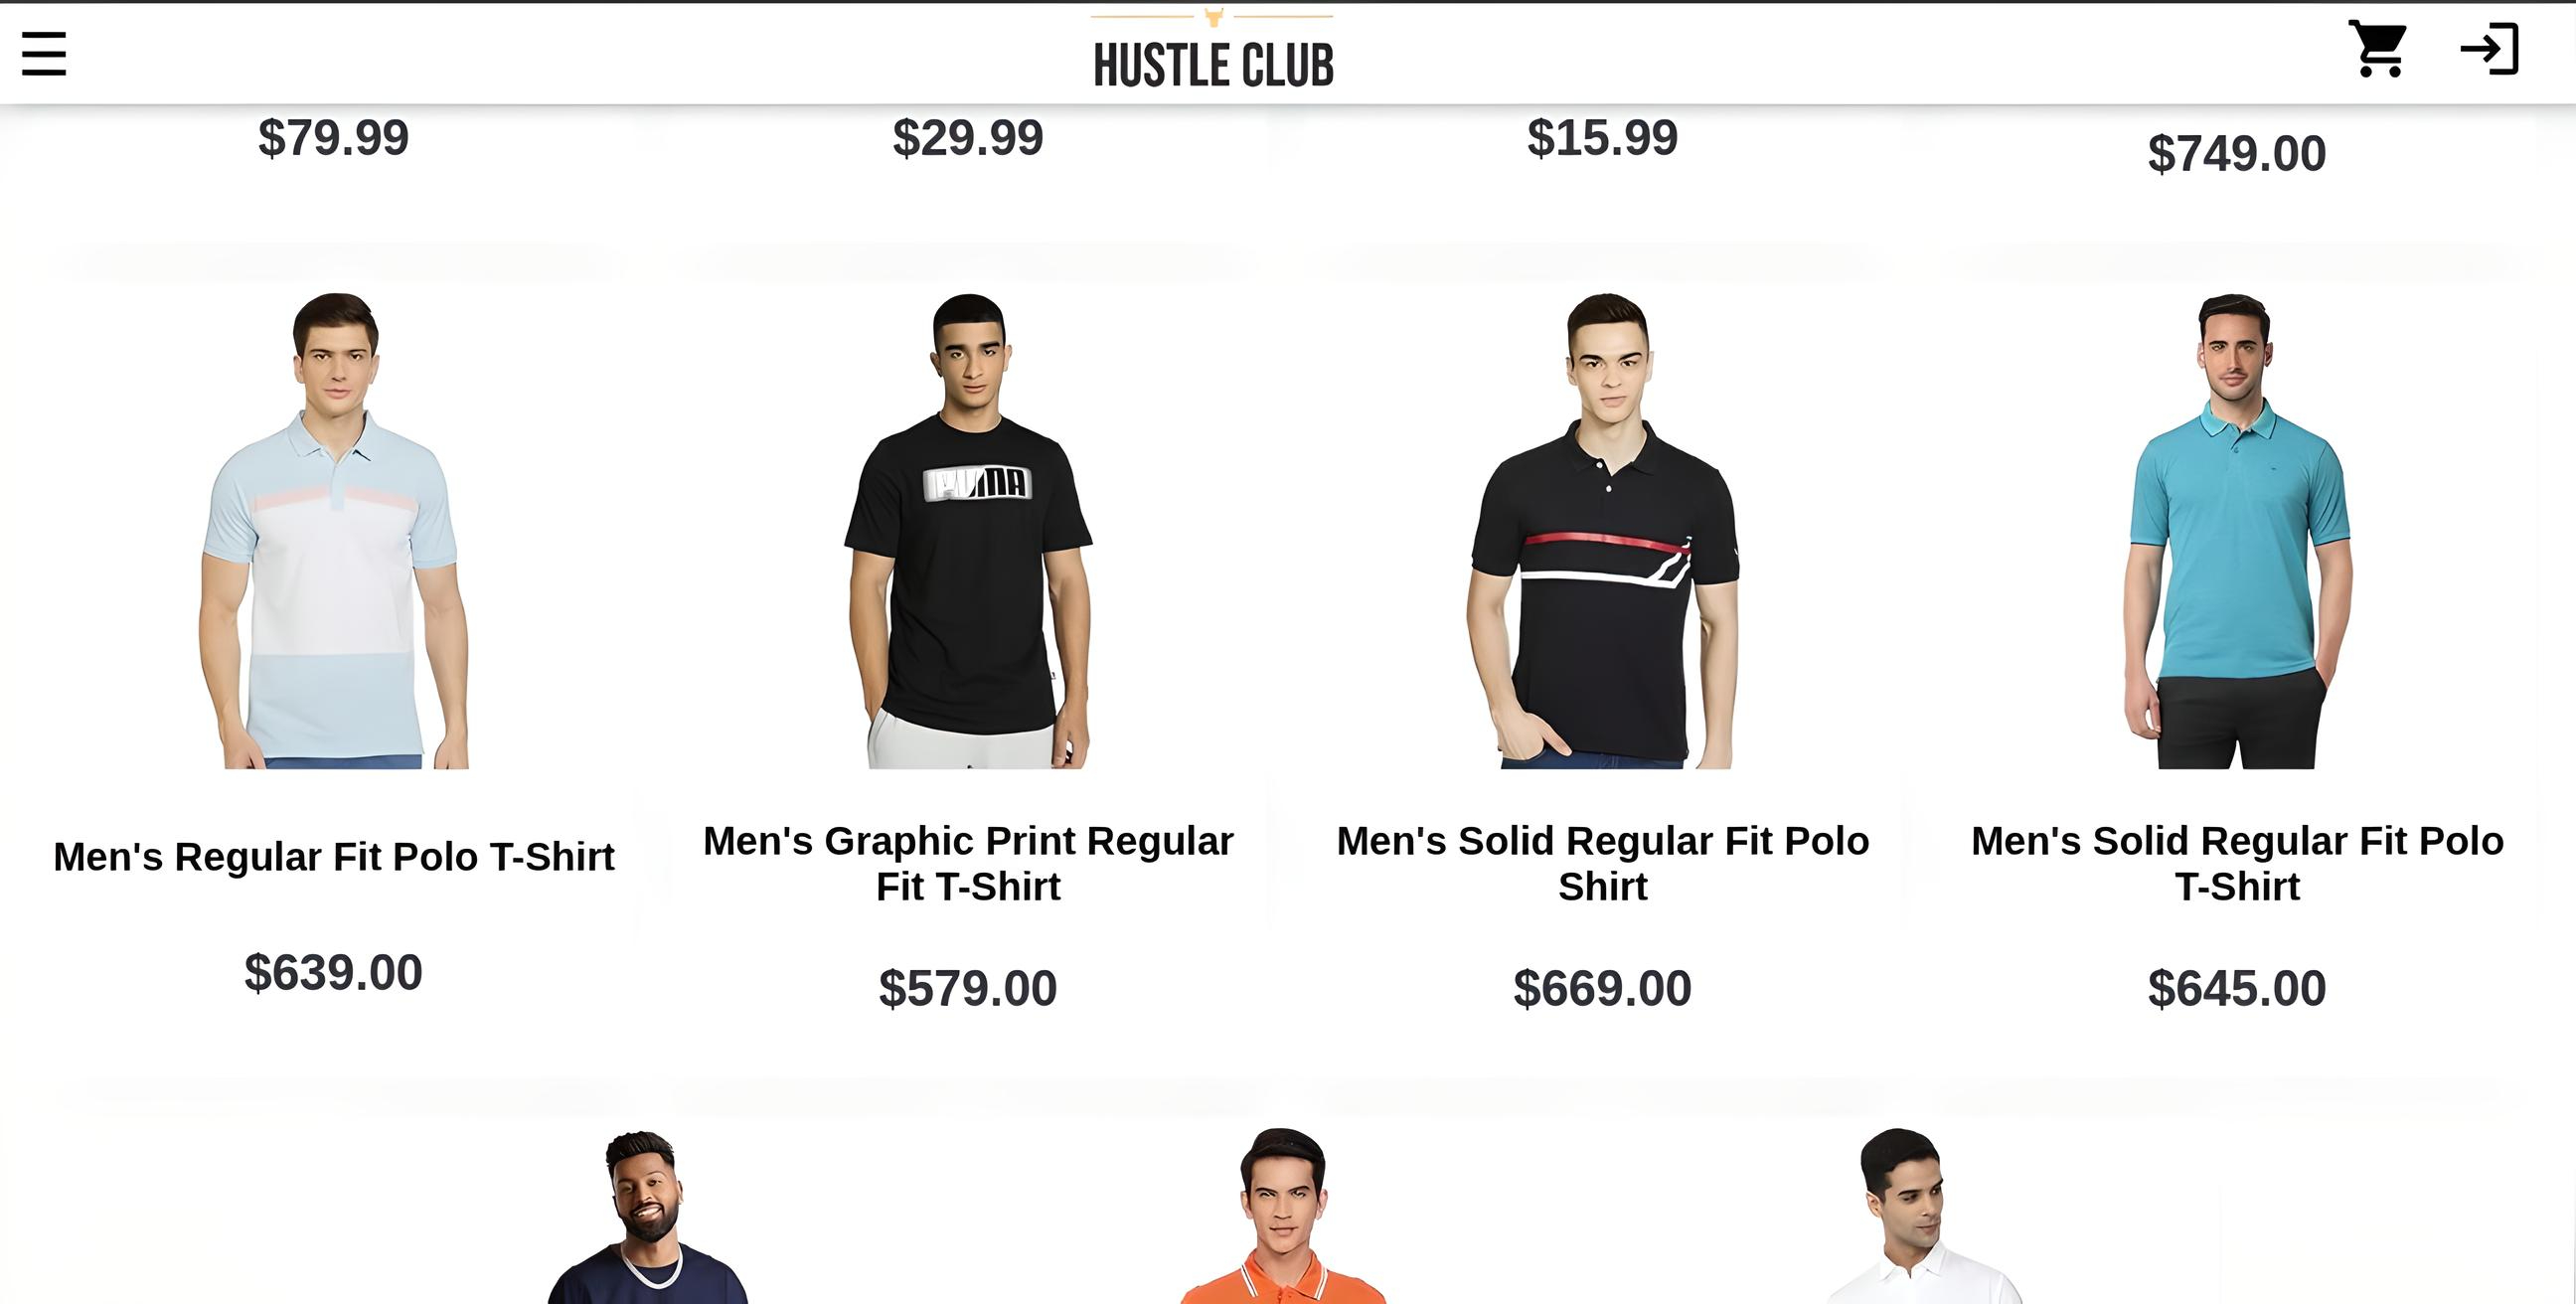 HUSTLE CLUB
$79.99
$29.99
$15.99
$749.00
PUMA
Men's Regular Fit Polo T-Shirt
$639.00
Men's Graphic Print Regular
Fit T-Shirt
$579.00
Men's Solid Regular Fit Polo
Shirt
$669.00
Men's Solid Regular Fit Polo
T-Shirt
$645.00